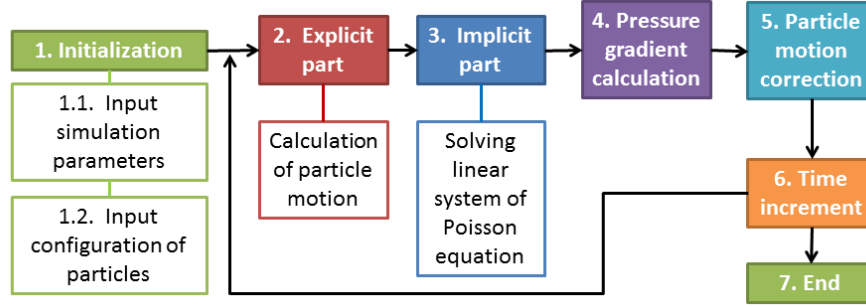 1. Initialization
1.1. Input
simulation
parameters
1.2. Input
configuration of
particles
2. Explicit
part
Calculation
of particle
motion
3. Implicit
part
Solving
linear
system of
Poisson
equation
4. Pressure
gradient
calculation
5. Particle
motion
correction
6. Time
increment
7. End